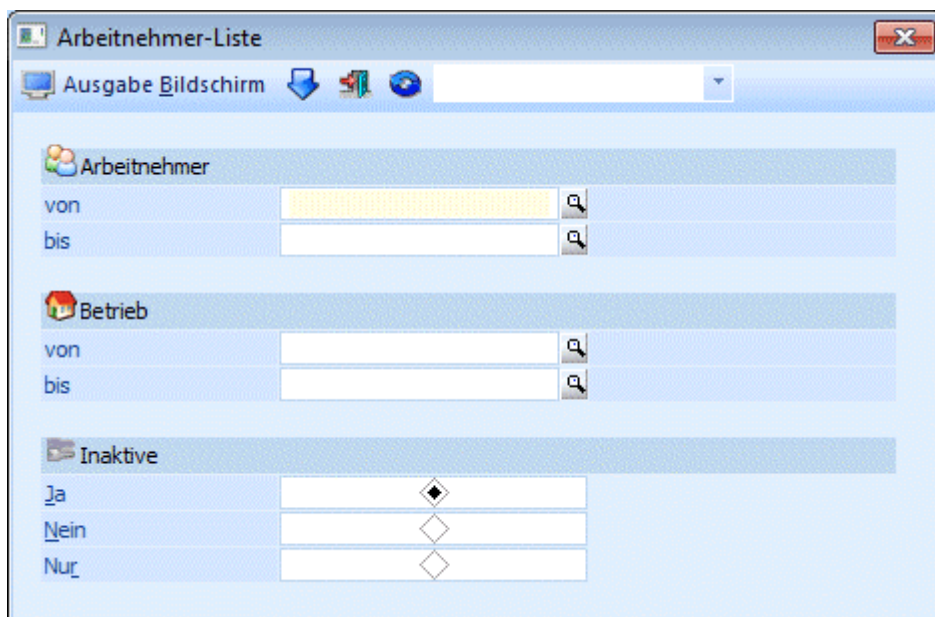 Arbeitnehmer-Liste
Ausgabe Bildschirm
Arbeitnehmer
von
bis
Betrieb
von
bis
Inaktive
Ja
Nein
Nur